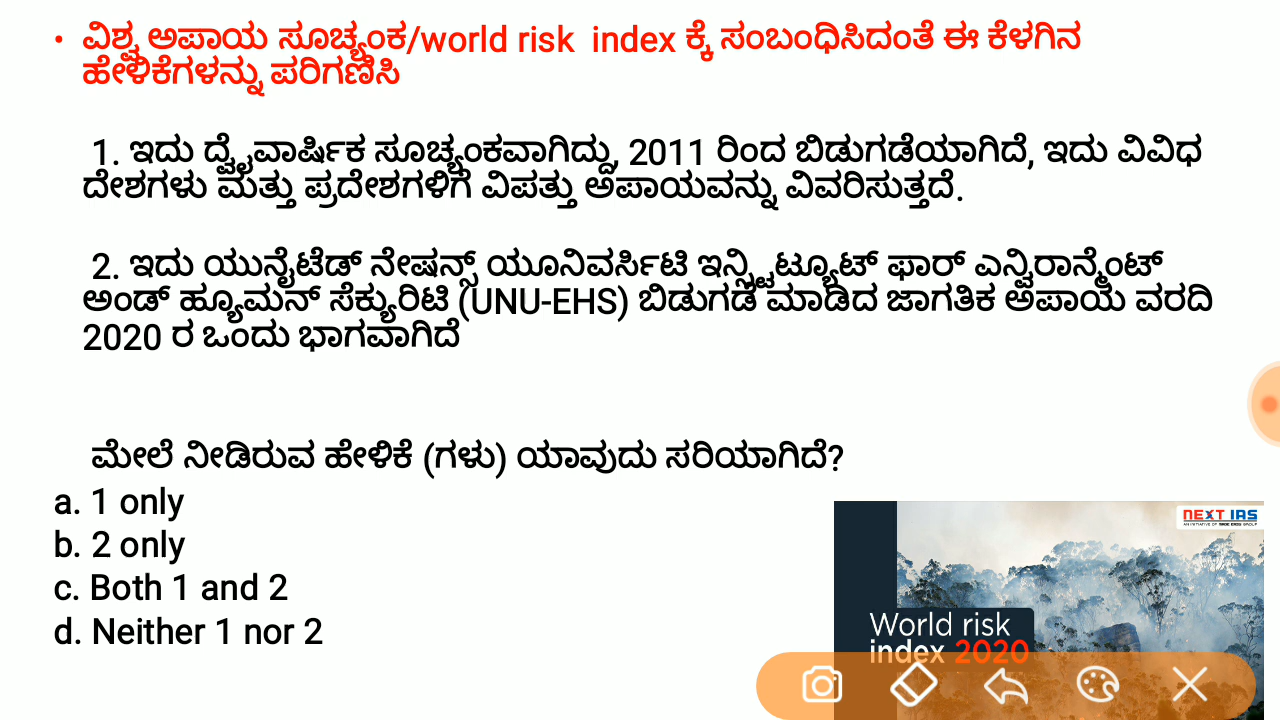 • ವಿಶ್ವ ಅಪಾಯ ಸೂಚ್ಯಂಕ/world risk index ಕ್ಕೆ ಸಂಬಂಧಿಸಿದಂತೆ ಈ ಕೆಳಗಿನ
ಹೇಳಿಕೆಗಳನ್ನು ಪರಿಗಣಿಸಿ
1. ಇದು ದ್ವೈವಾರ್ಷಿಕ ಸೂಚ್ಯಂಕವಾಗಿದ್ದು, 2011 ರಿಂದ ಬಿಡುಗಡೆಯಾಗಿದೆ, ಇದು ವಿವಿಧ
ದೇಶಗಳು ಮತ್ತು ಪ್ರದೇಶಗಳಿಗೆ ವಿಪತ್ತು ಅಪಾಯವನ್ನು ವಿವರಿಸುತ್ತದೆ.
2. ಇದು ಯುನೈಟೆಡ್ ನೇಷನ್ಸ್ ಯೂನಿವರ್ಸಿಟಿ ಇನ್ಸ್ಟಿಟ್ಯೂಟ್ ಫಾರ್ ಎನ್ವಿರಾನ್ಮೆಂಟ್
ಅಂಡ್ ಹ್ಯೂಮನ್ ಸೆಕ್ಯುರಿಟಿ (UNU-EHS) ಬಿಡುಗಡೆ ಮಾಡಿದ ಜಾಗತಿಕ ಅಪಾಯ ವರದಿ
2020 ರ ಒಂದು ಭಾಗವಾಗಿದೆ
ಮೇಲೆ ನೀಡಿರುವ ಹೇಳಿಕೆ (ಗಳು) ಯಾವುದು ಸರಿಯಾಗಿದೆ?
a. 1 only
b. 2 only
c. Both 1 and 2
d. Neither 1 nor 2
NEXT IAS
World risk
index 2020